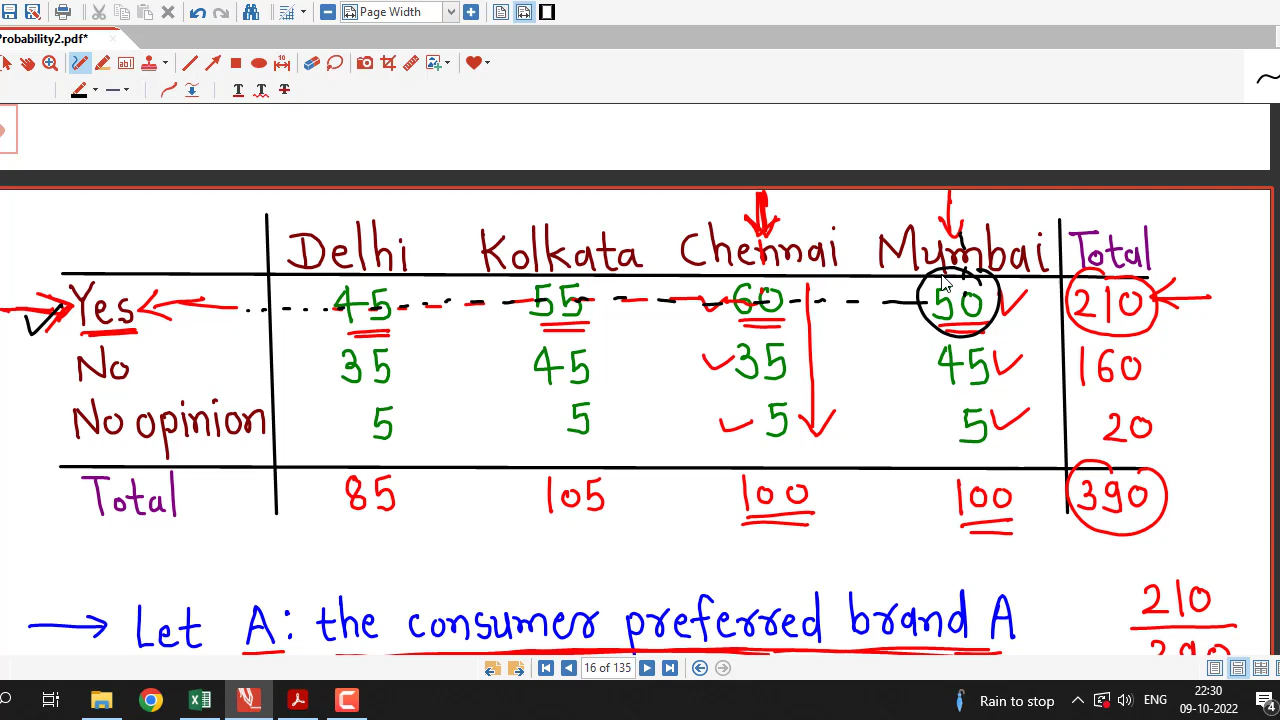 Page Width
Probability2.pdf*
Delhi Kolkata Chennai Mumbai Total
Yes 45 55 60 50 210
No 35 45 35 45 160
No opinion 5 5 5 5 20
Total 85 105 100 100 390
→ Let A: the consumer preferred brand A
210
390
16 of 135
Rain to stop ENG 22:30
09-10-2022
4